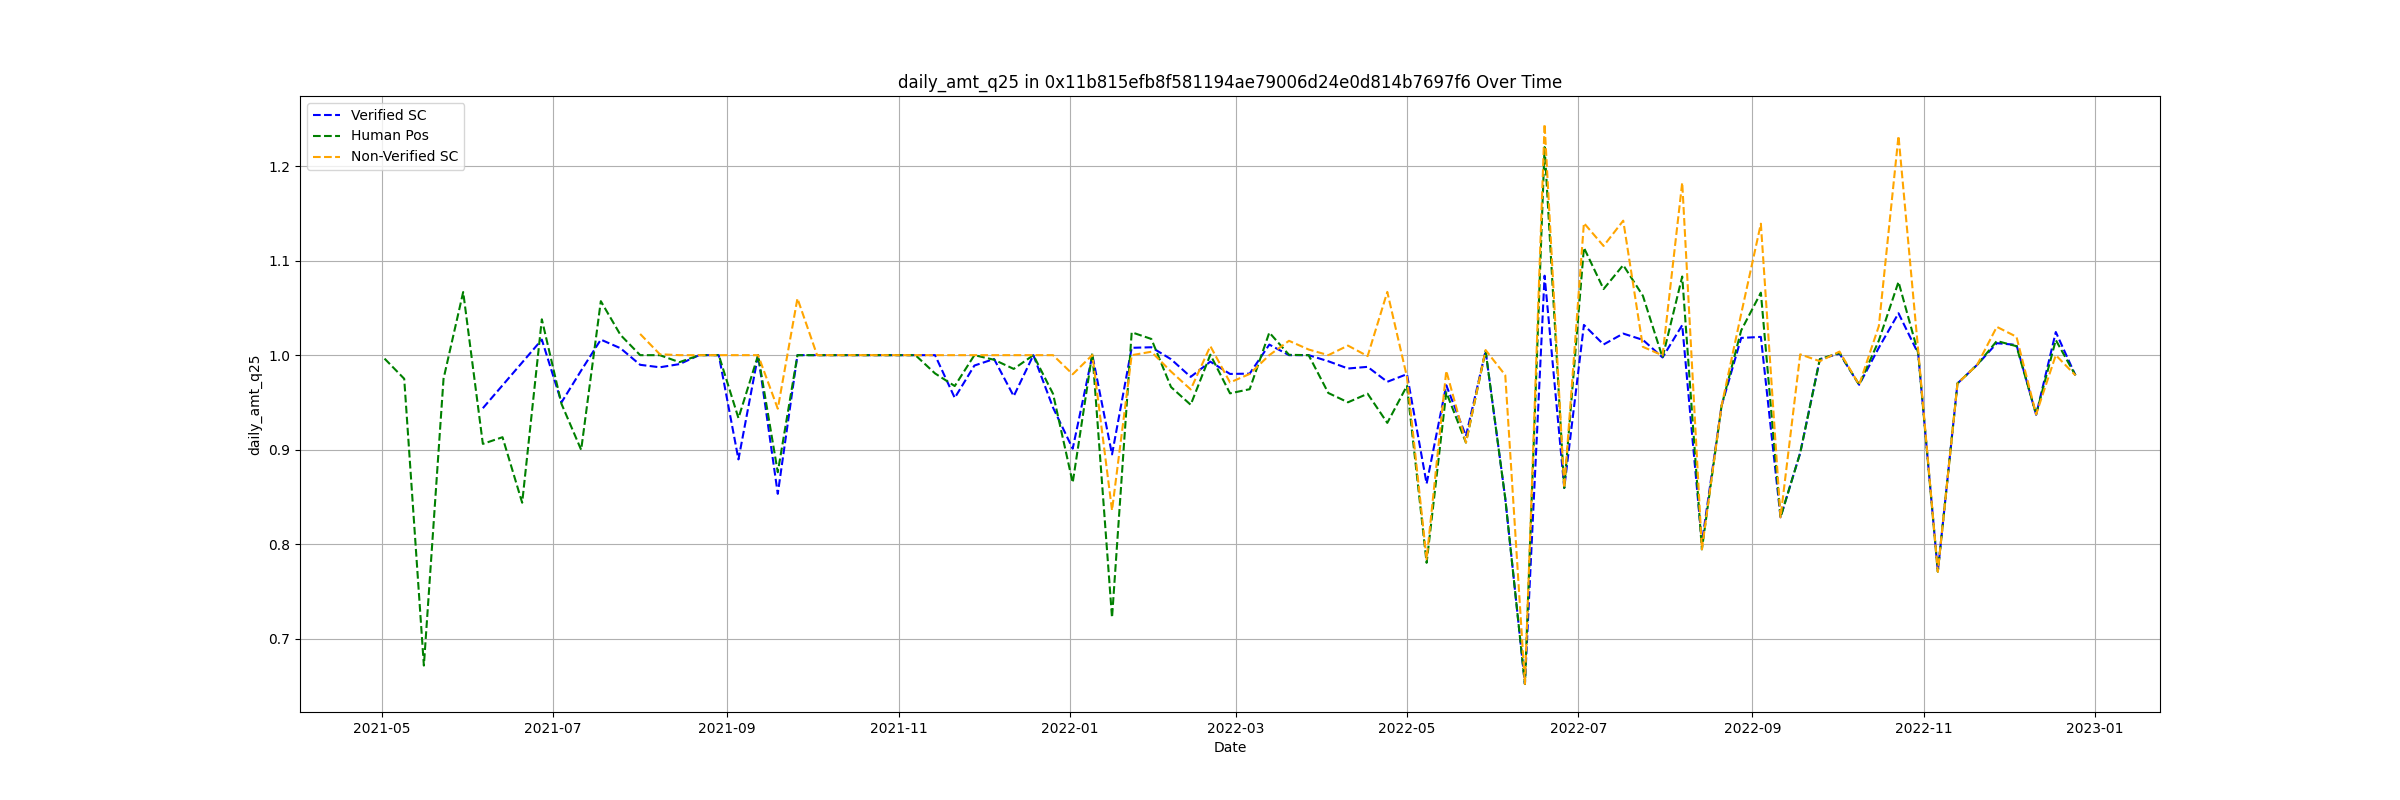 daily_amt_q25 in 0x11b815efb8f581194ae79006d24e0d814b7697f6 Over Time
Verified SC
Human Pos
Non-Verified SC
daily_amt_q25
1.2
1.1
1.0
0.9
0.8
0.7
2021-05
2021-07
2021-09
2021-11
2022-01
2022-03
2022-05
2022-07
2022-09
2022-11
2023-01
Date